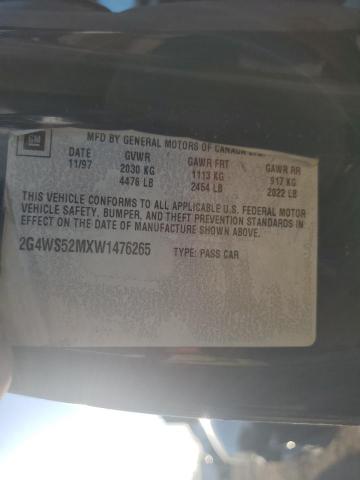 GM
MFD BY GENERAL MOTORS OF CANADA LTD.
DATE GVWR GAWR FRT GAWR RR
11/97 2030 KG 1113 KG 917 KG
4476 LB 2454 LB 2022 LB
THIS VEHICLE CONFORMS TO ALL APPLICABLE U.S. FEDERAL MOTOR
VEHICLE SAFETY, BUMPER, AND THEFT PREVENTION STANDARDS IN
EFFECT ON THE DATE OF MANUFACTURE SHOWN ABOVE.
2G4WS52MXW1476265 TYPE: PASS CAR